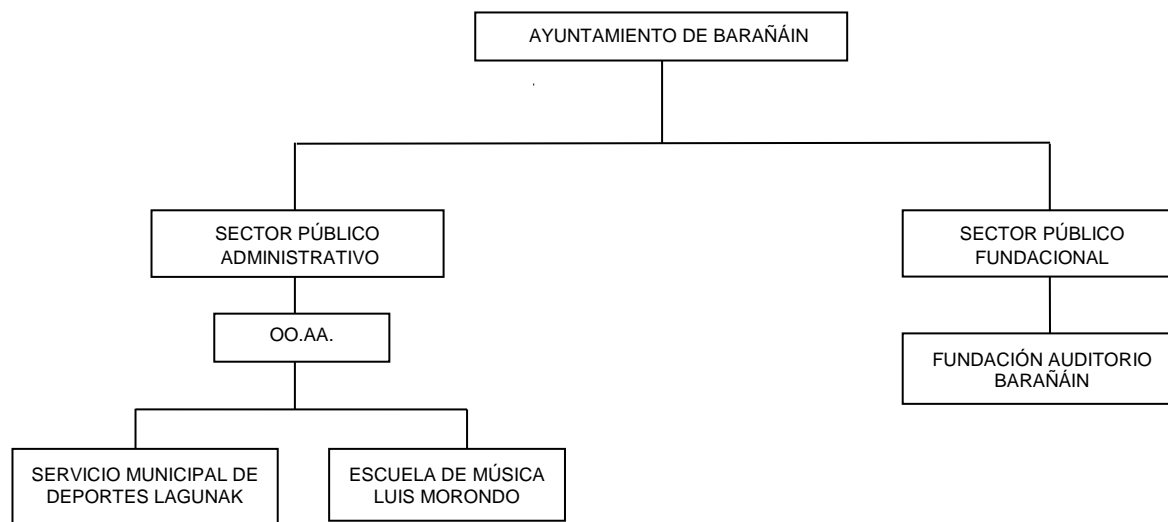 AYUNTAMIENTO DE BARAÑÁIN
SECTOR PÚBLICO
ADMINISTRATIVO
SECTOR PÚBLICO
FUNDACIONAL
OO.AA.
FUNDACIÓN AUDITORIO
BARAÑÁIN
SERVICIO MUNICIPAL DE
DEPORTES LAGUNAK
ESCUELA DE MÚSICA
LUIS MORONDO